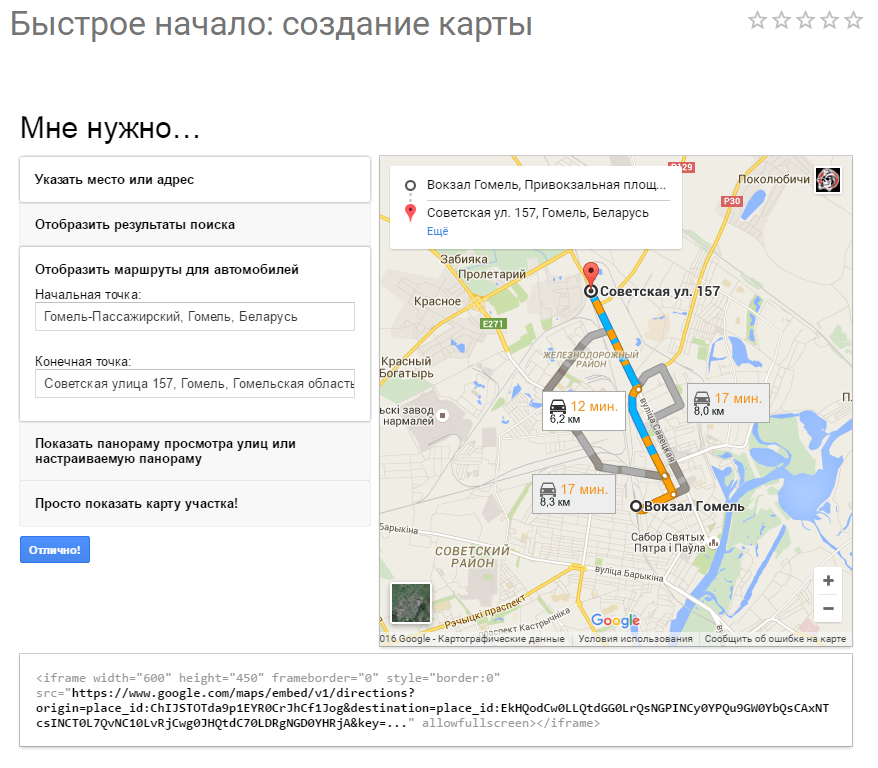 Быстрое начало: создание карты
Мне нужно...
Указать место или адрес
Отобразить результаты поиска
Отобразить маршруты для автомобилей
Начальная точка:
Гомель-Пассажирский, Гомель, Беларусь
Конечная точка:
Советская улица 157, Гомель, Гомельская область
Показать панораму просмотра улиц или
настраиваемую панораму
Просто показать карту участка!
Отлично!
Вокзал Гомель, Привокзальная площ...
Советская ул. 157, Гомель, Беларусь
Ещё
P30
Поколюбичи
Забияка
Пролетарий
Красное
E271
Советская ул. 157
ЖЕЛЕЗНОДОРОЖНЫЙ
РАЙОН
Красный
Богатырь
12 мин.
6,2 км
17 мин.
8,0 км
вуліца Савецкая
ьскі завод
нармалей
17 мин.
8,3 км
Вокзал Гомель
Сабор Святых
Пятра і Паўла
Барыкіна
СОВЕТСКИЙ
РАЙОН
вуліца Барыкіна
Рэчыцкі праспект
праспект Кастрычніка
Google
016 Google - Картографические данные
Условия использования
Сообщить об ошибке на карте
<iframe width="600" height="450" frameborder="0" style="border:0"
src="https://www.google.com/maps/embed/v1/directions?
origin=place_id:ChIJSTOTda9p1EYR0CrJhCf1Jog&destination=place_id:EkHQodCw0LLQtdGG0LrQsNGPINCy0YPQu9GW0YbQsCAxNT
csINCT0L7QvNC10LvRjCwg0JHQtdC70LDRgNGD0YHRjA&key=..." allowfullscreen></iframe>